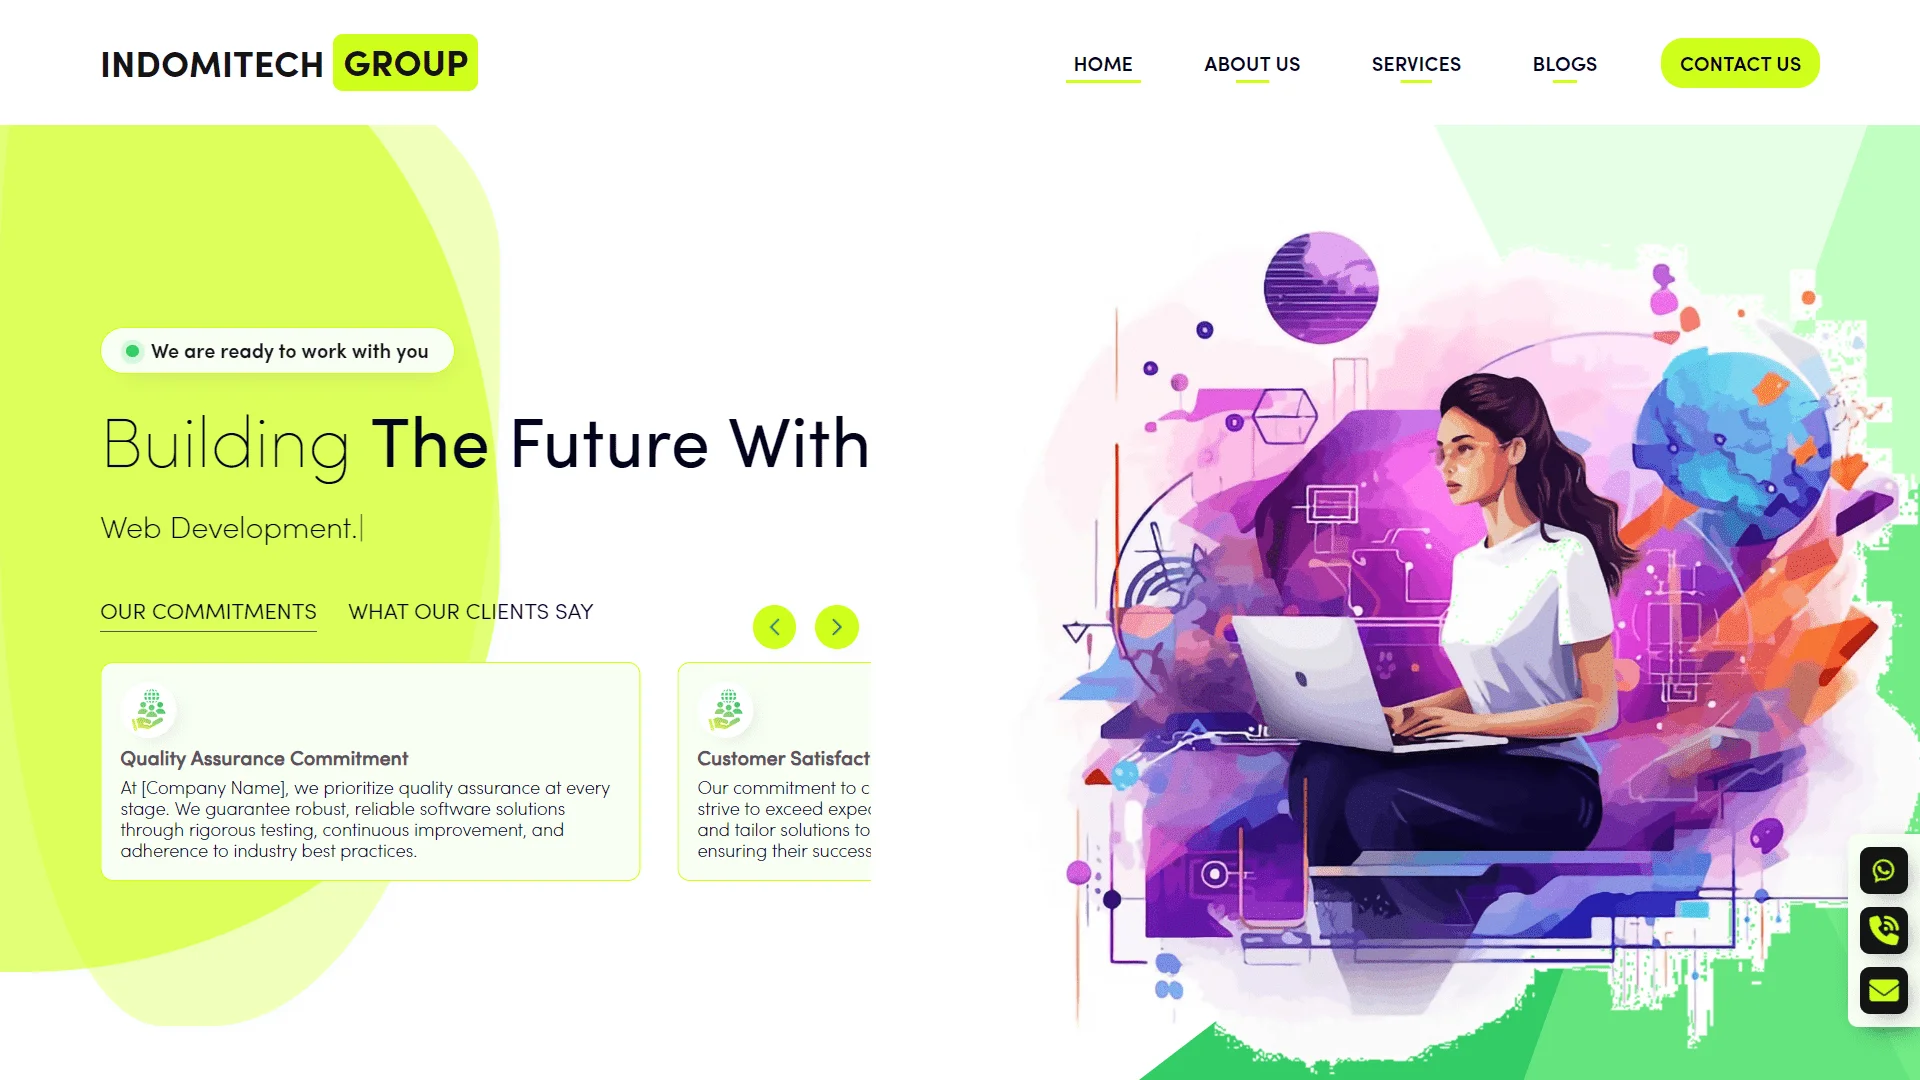 INDOMITECH GROUP
HOME
ABOUT US
SERVICES
BLOGS
CONTACT US
We are ready to work with you
Building The Future With
Web Development.
OUR COMMITMENTS
WHAT OUR CLIENTS SAY
Quality Assurance Commitment
At [Company Name], we prioritize quality assurance at every
stage. We guarantee robust, reliable software solutions
through rigorous testing, continuous improvement, and
adherence to industry best practices.
Customer Satisfact
Our commitment to c
strive to exceed expec
and tailor solutions to
ensuring their success